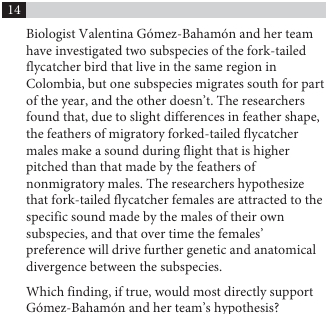 14
Biologist Valentina Gómez-Bahamón and her team
have investigated two subspecies of the fork-tailed
flycatcher bird that live in the same region in
Colombia, but one subspecies migrates south for part
of the year, and the other doesn't. The researchers
found that, due to slight differences in feather shape,
the feathers of migratory forked-tailed flycatcher
males make a sound during flight that is higher
pitched than that made by the feathers of
nonmigratory males. The researchers hypothesize
that fork-tailed flycatcher females are attracted to the
specific sound made by the males of their own
subspecies, and that over time the females'
preference will drive further genetic and anatomical
divergence between the subspecies.
Which finding, if true, would most directly support
Gómez-Bahamón and her team's hypothesis?